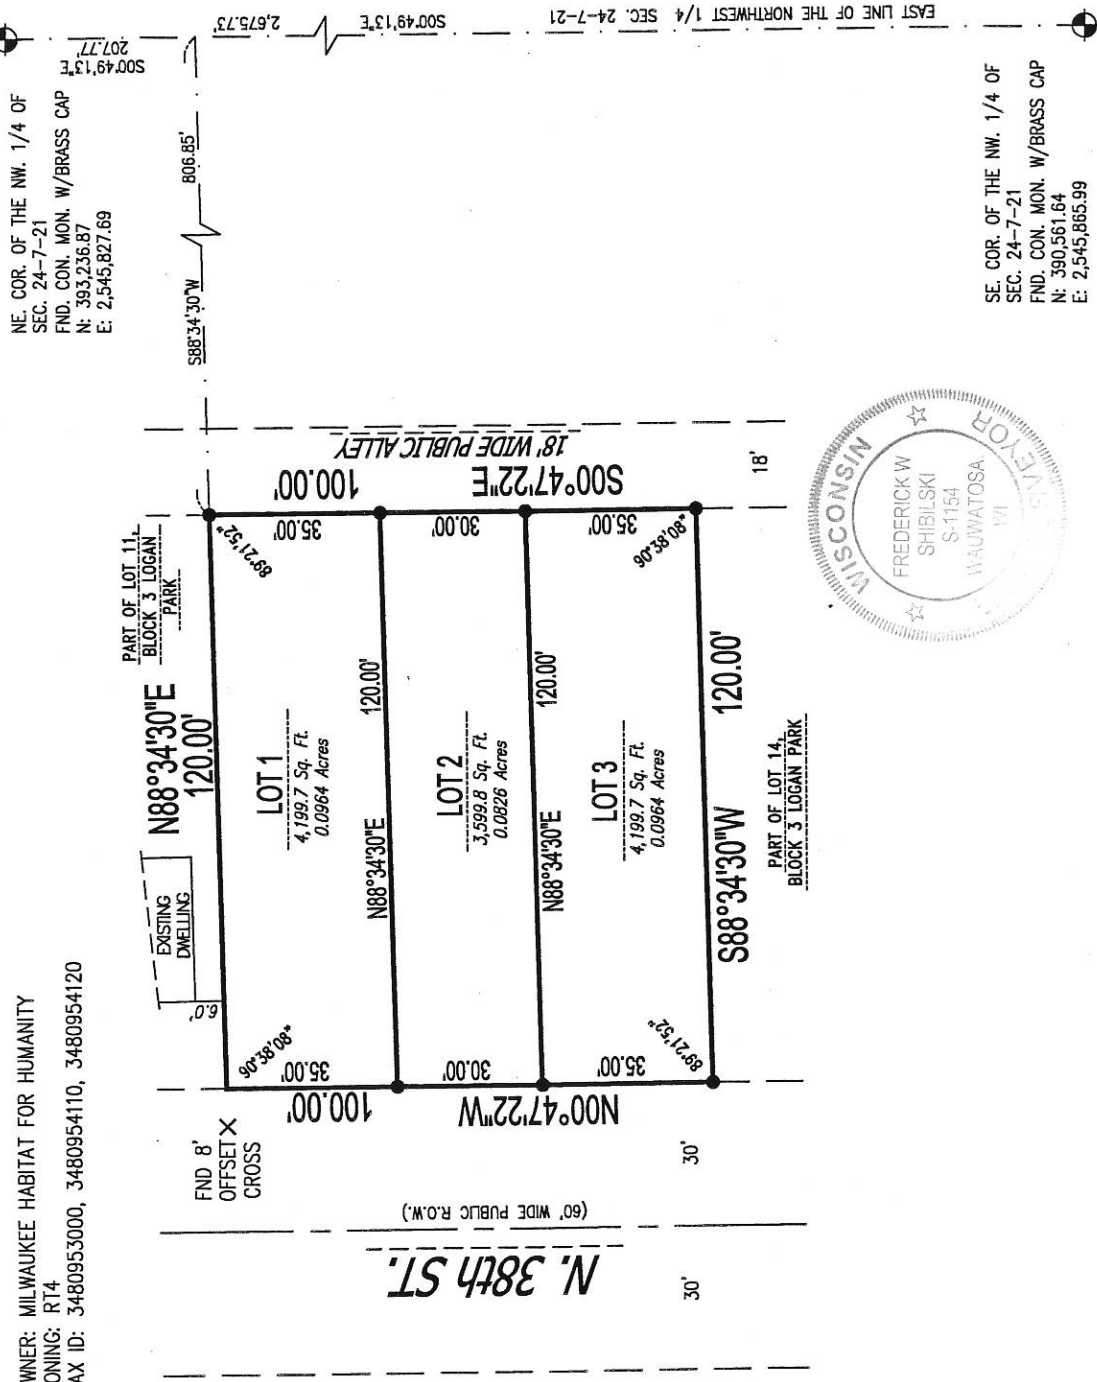 WNER: MILWAUKEE HABITAT FOR HUMANITY
ONING: RT4
AX ID: 3480953000, 3480954110, 3480954120
NE. COR. OF THE NW. 1/4 OF
SEC. 24-7-21
FND. CON. MON. W/BRASS CAP
N: 393,236.87
E: 2,545,827.69
S00°49'13"E
207.77'
S88°34'30"W
806.85'
2,675.73'
S00°49'13"E
EAST LINE OF THE NORTHWEST 1/4 SEC. 24-7-21
SE. COR. OF THE NW. 1/4 OF
SEC. 24-7-21
FND. CON. MON. W/BRASS CAP
N: 390,561.64
E: 2,545,865.99
PART OF LOT 11,
BLOCK 3 LOGAN
PARK
EXISTING
DWELLING
6.0'
N88°34'30"E
120.00'
FND 8'
OFFSET
CROSS
90°38'08"
89°21'52"
35.00'
35.00'
LOT 1
4,199.7 Sq. Ft.
0.0964 Acres
N88°34'30"E
120.00'
30.00'
30.00'
LOT 2
3,599.8 Sq. Ft.
0.0826 Acres
N88°34'30"E
120.00'
35.00'
35.00'
LOT 3
4,199.7 Sq. Ft.
0.0964 Acres
89°21'52"
90°38'08"
S88°34'30"W
120.00'
100.00'
N00°47'22"W
100.00'
S00°47'22"E
18' WIDE PUBLIC ALLEY
18'
PART OF LOT 14,
BLOCK 3 LOGAN PARK
30'
30'
(60' WIDE PUBLIC R.O.W.)
N. 38th ST.
WISCONSIN
FREDERICK W
SHIBILSKI
S-1154
WAUWATOSA
WI